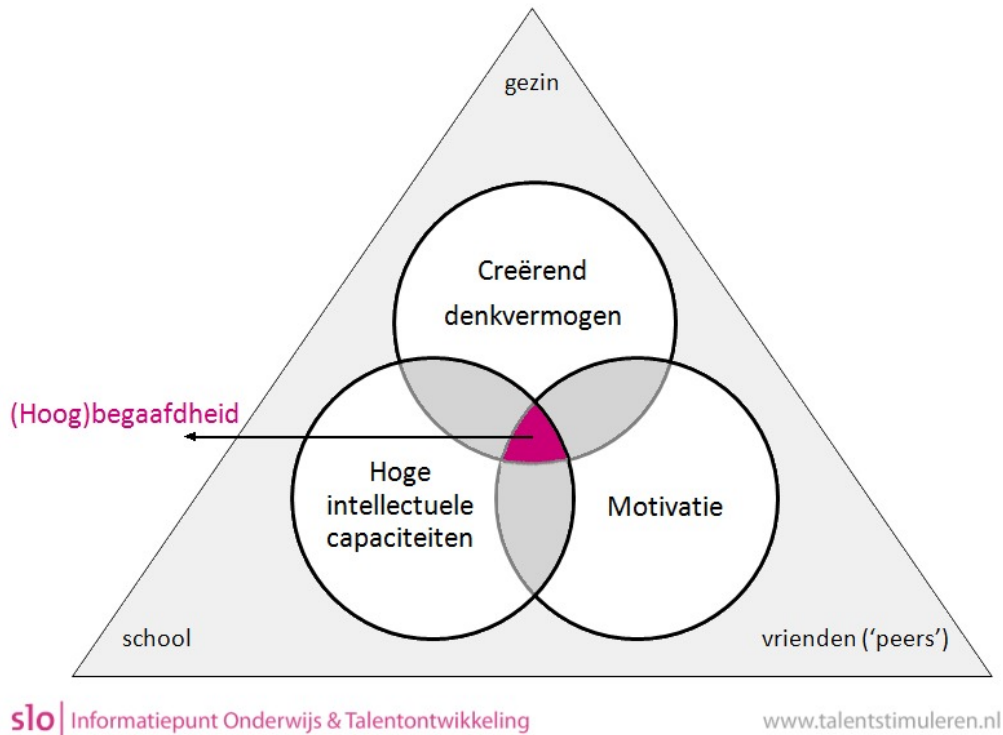 gezin
Creërend
denkvermogen
(Hoog)begaafdheid
Hoge
intellectuele
capaciteiten
Motivatie
school
vrienden (‘peers’)
slo | Informatiepunt Onderwijs & Talentontwikkeling
www.talentstimuleren.nl